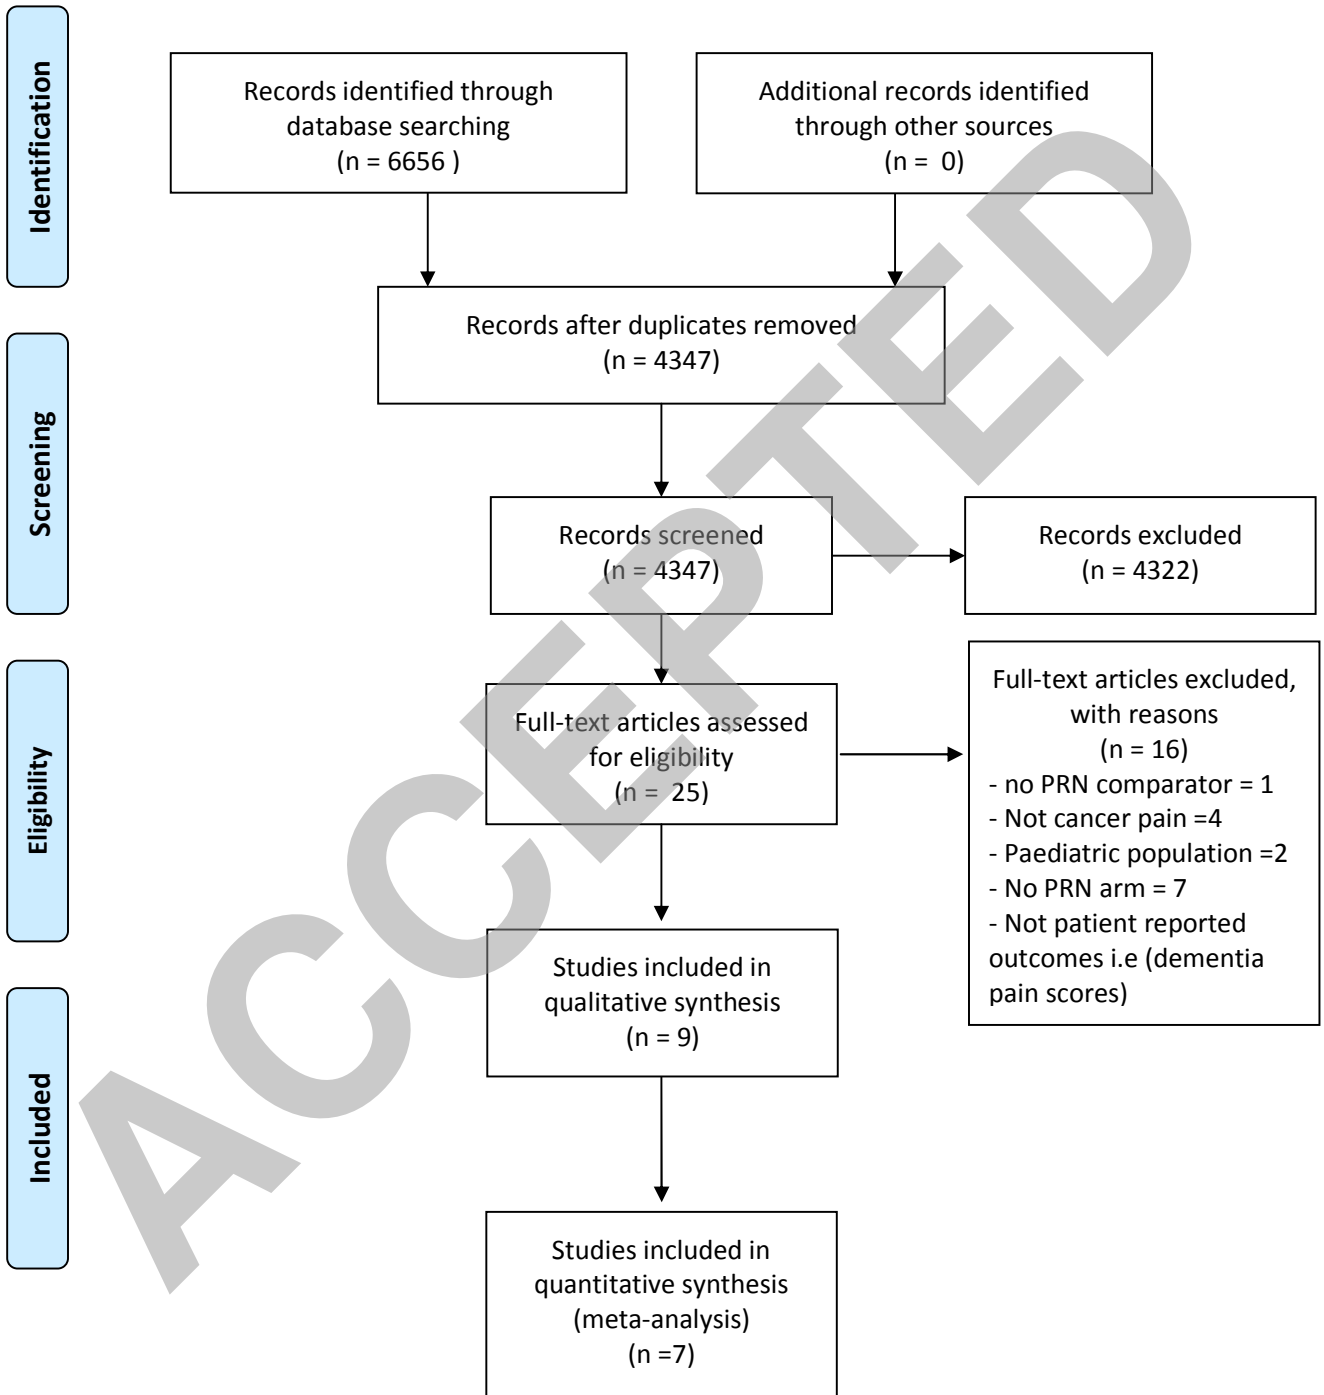 Identification
Records identified through
database searching
(n = 6656 )
Additional records identified
through other sources
(n =  0)
Records after duplicates removed
(n = 4347)
Screening
Records screened
(n = 4347)
Records excluded
(n = 4322)
Eligibility
Full-text articles assessed
for eligibility
(n =  25)
Full-text articles excluded,
with reasons
(n = 16)
- no PRN comparator = 1
- Not cancer pain =4
- Paediatric population =2
- No PRN arm = 7
- Not patient reported
outcomes i.e (dementia
pain scores)
Studies included in
qualitative synthesis
(n = 9)
Included
Studies included in
quantitative synthesis
(meta-analysis)
(n =7)
ACCEPTED